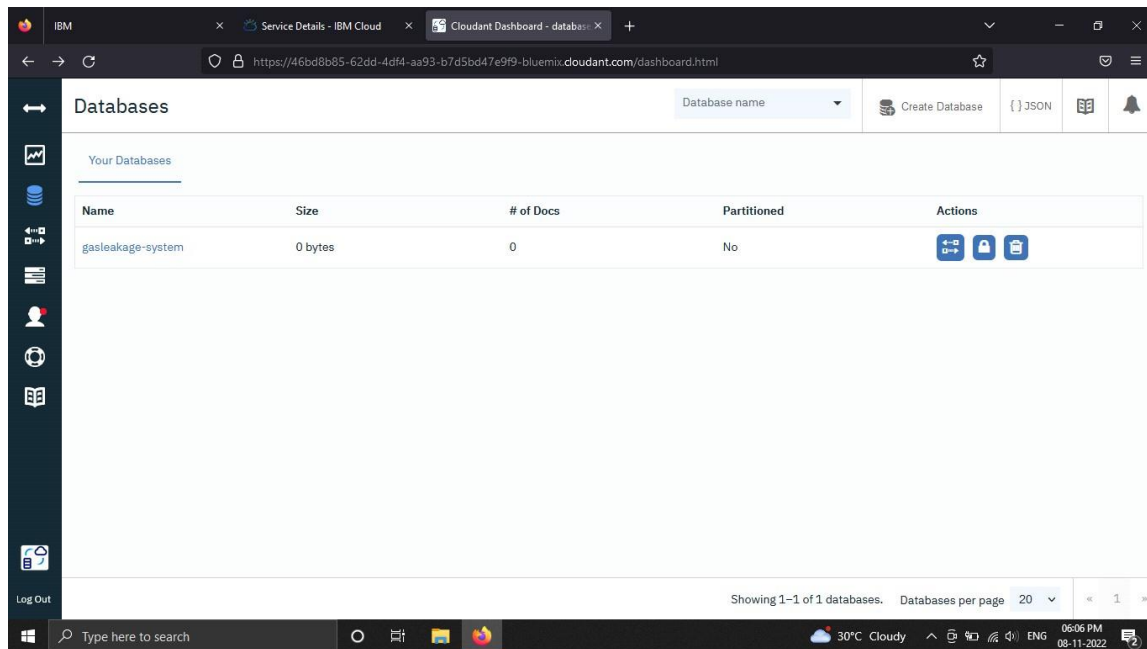 IBM
Service Details - IBM Cloud
Cloudant Dashboard - database
https://46bd8b85-62dd-4df4-aa93-b7d5bd47e9f9-bluemix.cloudant.com/dashboard.html
Databases
Database name
Create Database
{ } JSON
Your Databases
Name Size # of Docs Partitioned Actions
gasleakage-system 0 bytes 0 No
Log Out
Showing 1–1 of 1 databases. Databases per page 20 « 1 »
Type here to search
30°C Cloudy ENG
06:06 PM
08-11-2022
2